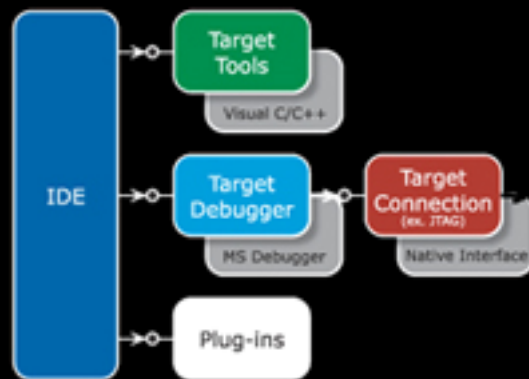 Target
Tools
Visual C/C++
IDE
Target
Debugger
MS Debugger
Target
Connection
(ex. JTAG)
Native Interface
Plug-ins